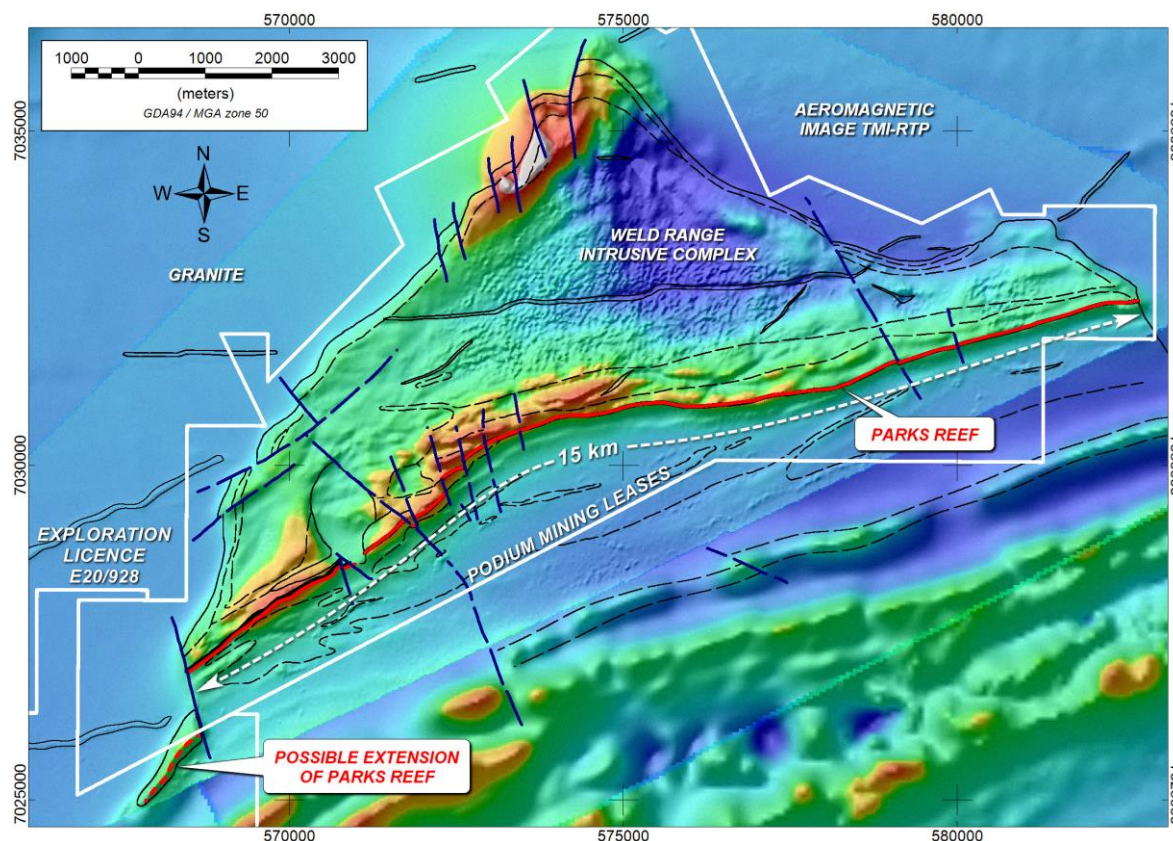 570000
575000
580000
1000 0 1000 2000 3000
(meters)
GDA94 / MGA zone 50
7035000
AEROMAGNETIC
IMAGE TMI-RTP
N
W E
S
WELD RANGE
INTRUSIVE COMPLEX
GRANITE
PARKS REEF
15 km
7030000
PODIUM MINING LEASES
EXPLORATION
LICENCE
E20/928
POSSIBLE EXTENSION
OF PARKS REEF
7025000
570000
575000
580000